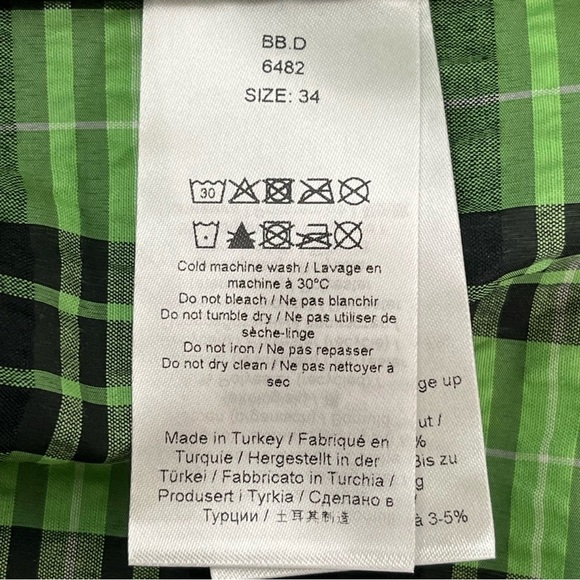 BB.D
6482
SIZE: 34
30
Cold machine wash / Lavage en
machine à 30°C
Do not bleach / Ne pas blanchir
Do not tumble dry / Ne pas utiliser de
sèche-linge
Do not iron / Ne pas repasser
Do not dry clean / Ne pas nettoyer à
sec
Made in Turkey / Fabriqué en
Turquie / Hergestellt in der
Türkei / Fabbricato in Turchia /
Produsert i Tyrkia / Сделано в
Турции / 土耳其制造
ge up
ut /
%
Bis zu
g
à 3-5%